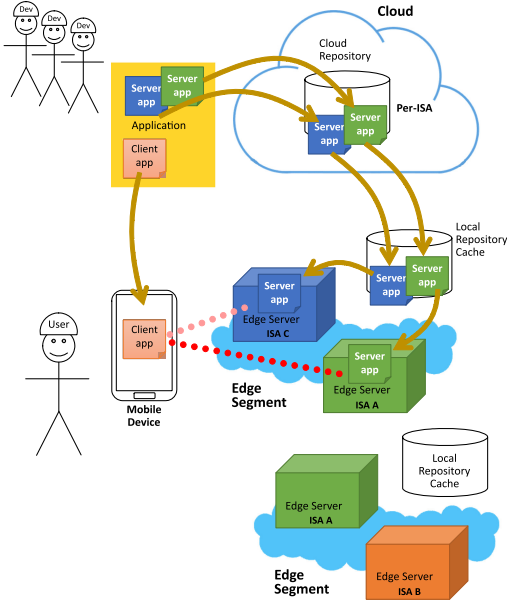 Dev
Dev
Dev
Cloud
Cloud
Repository
Per-ISA
Server
app
Server
app
Application
Client
app
Server
app
Server
app
Local
Repository
Cache
Server
app
Server
app
Server
app
Edge Server
ISA C
User
Client
app
Mobile
Device
Edge
Segment
Server
app
Edge Server
ISA A
Local
Repository
Cache
Edge Server
ISA A
Edge
Segment
Edge Server
ISA B